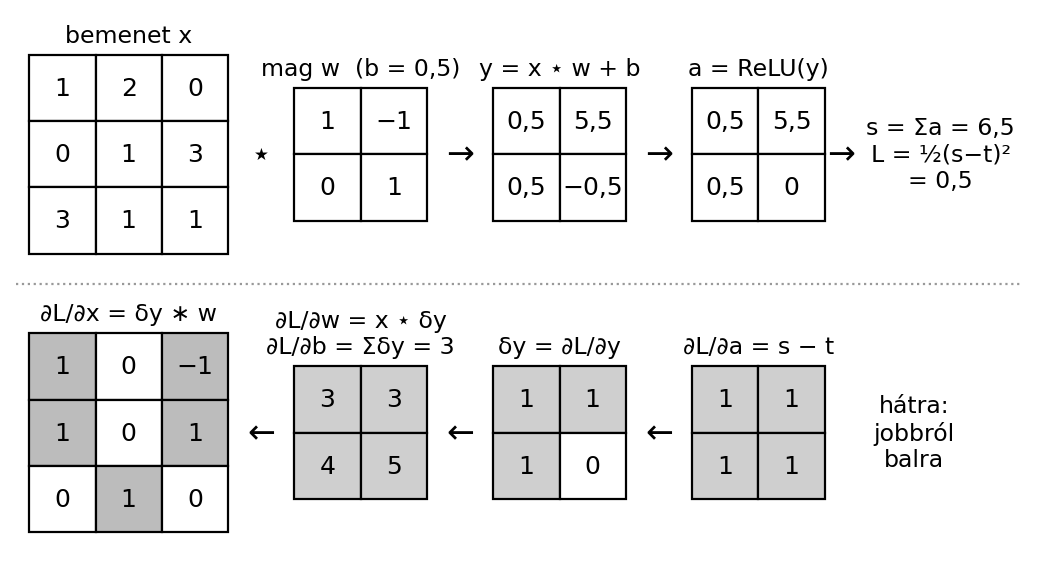 bemenet x
1 2 0
0 1 3
3 1 1
⋆
mag w (b = 0,5)
1 −1
0 1
→
y = x ⋆ w + b
0,5 5,5
0,5 −0,5
→
a = ReLU(y)
0,5 5,5
0,5 0
→
s = Σa = 6,5
L = ½(s−t)²
= 0,5
∂L/∂x = δy ∗ w
1 0 −1
1 0 1
0 1 0
←
∂L/∂w = x ⋆ δy
∂L/∂b = Σδy = 3
3 3
4 5
←
δy = ∂L/∂y
1 1
1 0
←
∂L/∂a = s − t
1 1
1 1
hátra:
jobbról
balra